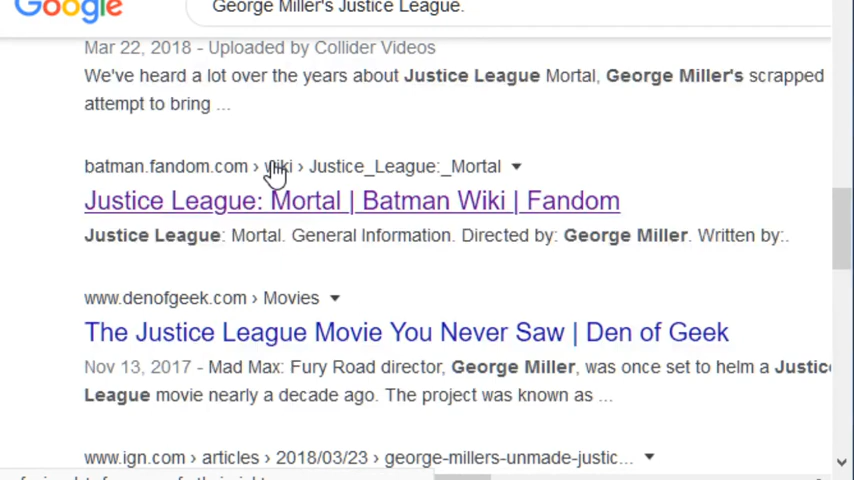 Google
George Miller's Justice League.
Mar 22, 2018 - Uploaded by Collider Videos
We've heard a lot over the years about Justice League Mortal, George Miller's scrapped
attempt to bring ...
batman.fandom.com › wiki › Justice_League:_Mortal
Justice League: Mortal | Batman Wiki | Fandom
Justice League: Mortal. General Information. Directed by: George Miller. Written by:.
www.denofgeek.com › Movies
The Justice League Movie You Never Saw | Den of Geek
Nov 13, 2017 - Mad Max: Fury Road director, George Miller, was once set to helm a Justice
League movie nearly a decade ago. The project was known as ...
www.ign.com › articles › 2018/03/23 › george-millers-unmade-justic...